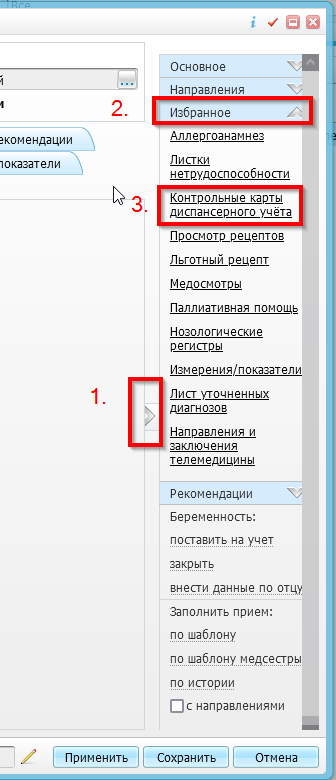 1Все
й
...
и
2.
екомендации
показатели
3.
1.
Основное
Направления
Избранное
Аллергоанамнез
Листки
нетрудоспособности
Контрольные карты
диспансерного учёта
Просмотр рецептов
Льготный рецепт
Медосмотры
Паллиативная помощь
Нозологические
регистры
Измерения/показатели
Лист уточненных
диагнозов
Направления и
заключения
телемедицины
Рекомендации
Беременность:
поставить на учет
закрыть
внести данные по отцу
Заполнить прием:
по шаблону
по шаблону медсестры
по истории
с направлениями
Применить
Сохранить
Отмена